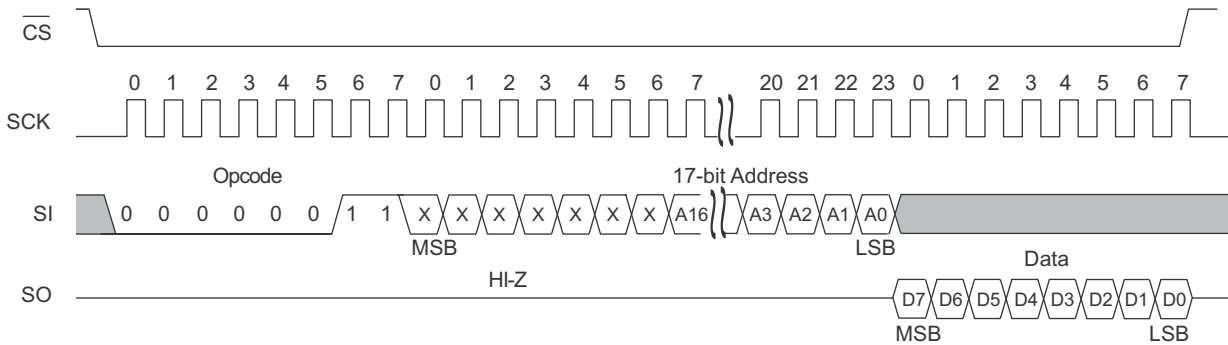 CS
0 1 2 3 4 5 6 7 0 1 2 3 4 5 6 7 20 21 22 23 0 1 2 3 4 5 6 7
SCK
Opcode 17-bit Address
SI 0 0 0 0 0 0 1 1 X X X X X X X A16 A3 A2 A1 A0
MSB LSB
HI-Z Data
SO D7 D6 D5 D4 D3 D2 D1 D0
MSB LSB